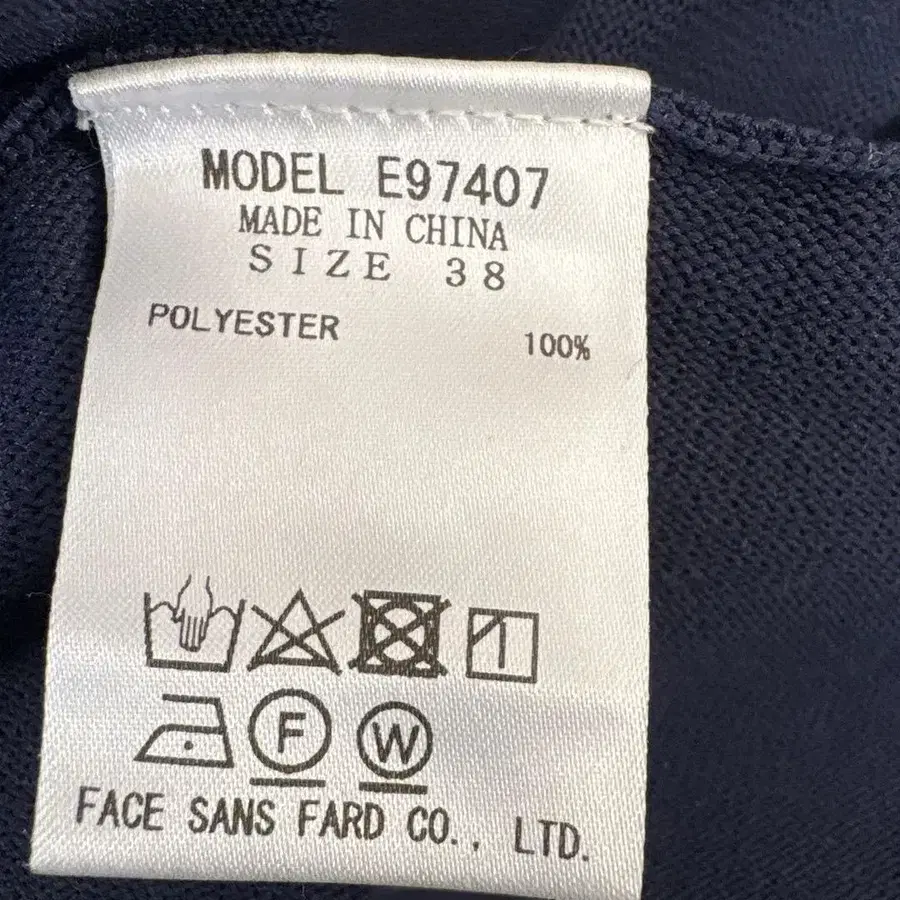 MODEL E97407
MADE IN CHINA
SIZE 38
POLYESTER 100%
F W
FACE SANS FARD CO., LTD.